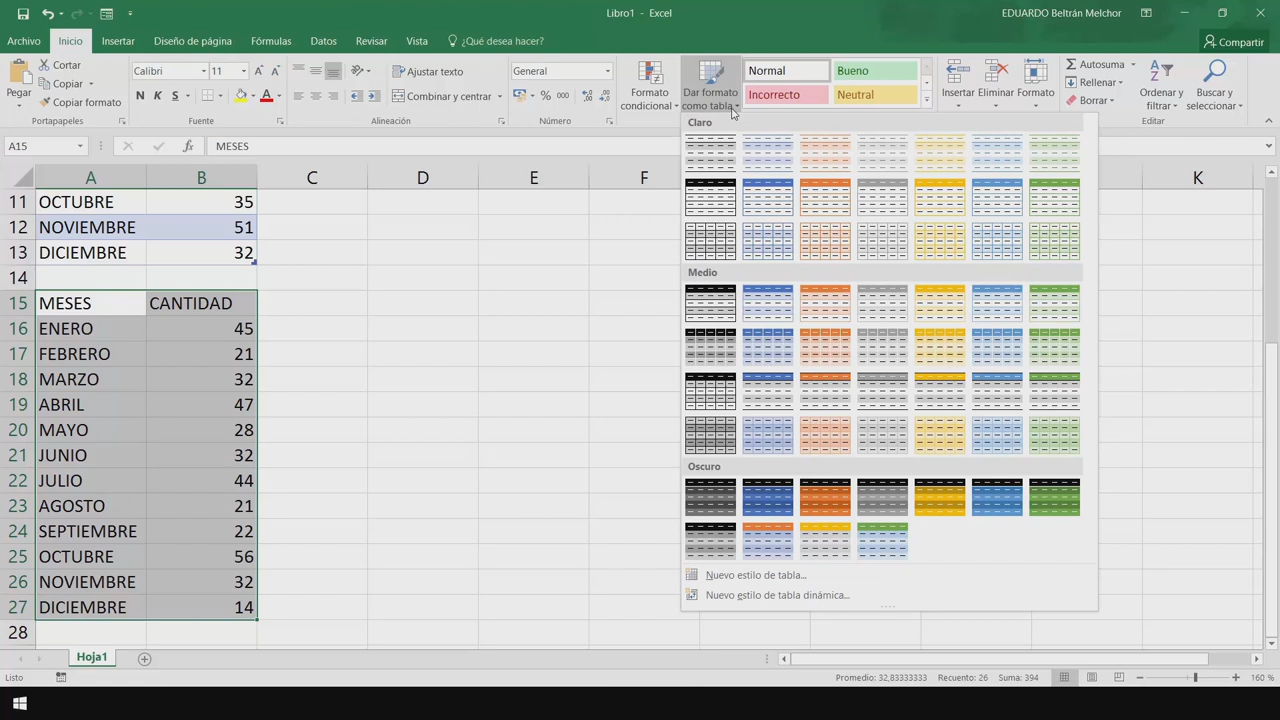 Libro1 - Excel
EDUARDO Beltrán Melchor
Archivo
Inicio
Insertar
Diseño de página
Fórmulas
Datos
Revisar
Vista
¿Qué desea hacer?
Compartir
Pegar
Cortar
Copiar
Copiar formato
Portapapeles
Calibri
11
N K S
Fuente
Ajustar texto
Combinar y centrar
Alineación
General
% 000
Número
Formato
condicional
Dar formato
como tabla
Normal
Bueno
Incorrecto
Neutral
Insertar
Eliminar
Formato
Autosuma
Rellenar
Borrar
Ordenar y
filtrar
Buscar y
seleccionar
Editar
A15
fx
MESES
A B C D E F K
11 OCTUBRE 35
12 NOVIEMBRE 51
13 DICIEMBRE 32
14
15 MESES CANTIDAD
16 ENERO 45
17 FEBRERO 21
18 MARZO 32
19 ABRIL 47
20 MAYO 28
21 JUNIO 32
22 JULIO 44
23 AGOSTO 21
24 SEPTIEMBRE 22
25 OCTUBRE 56
26 NOVIEMBRE 32
27 DICIEMBRE 14
28
Claro
Medio
Oscuro
Nuevo estilo de tabla...
Nuevo estilo de tabla dinámica...
Hoja1
Listo
Promedio: 32,83333333
Recuento: 26
Suma: 394
160 %